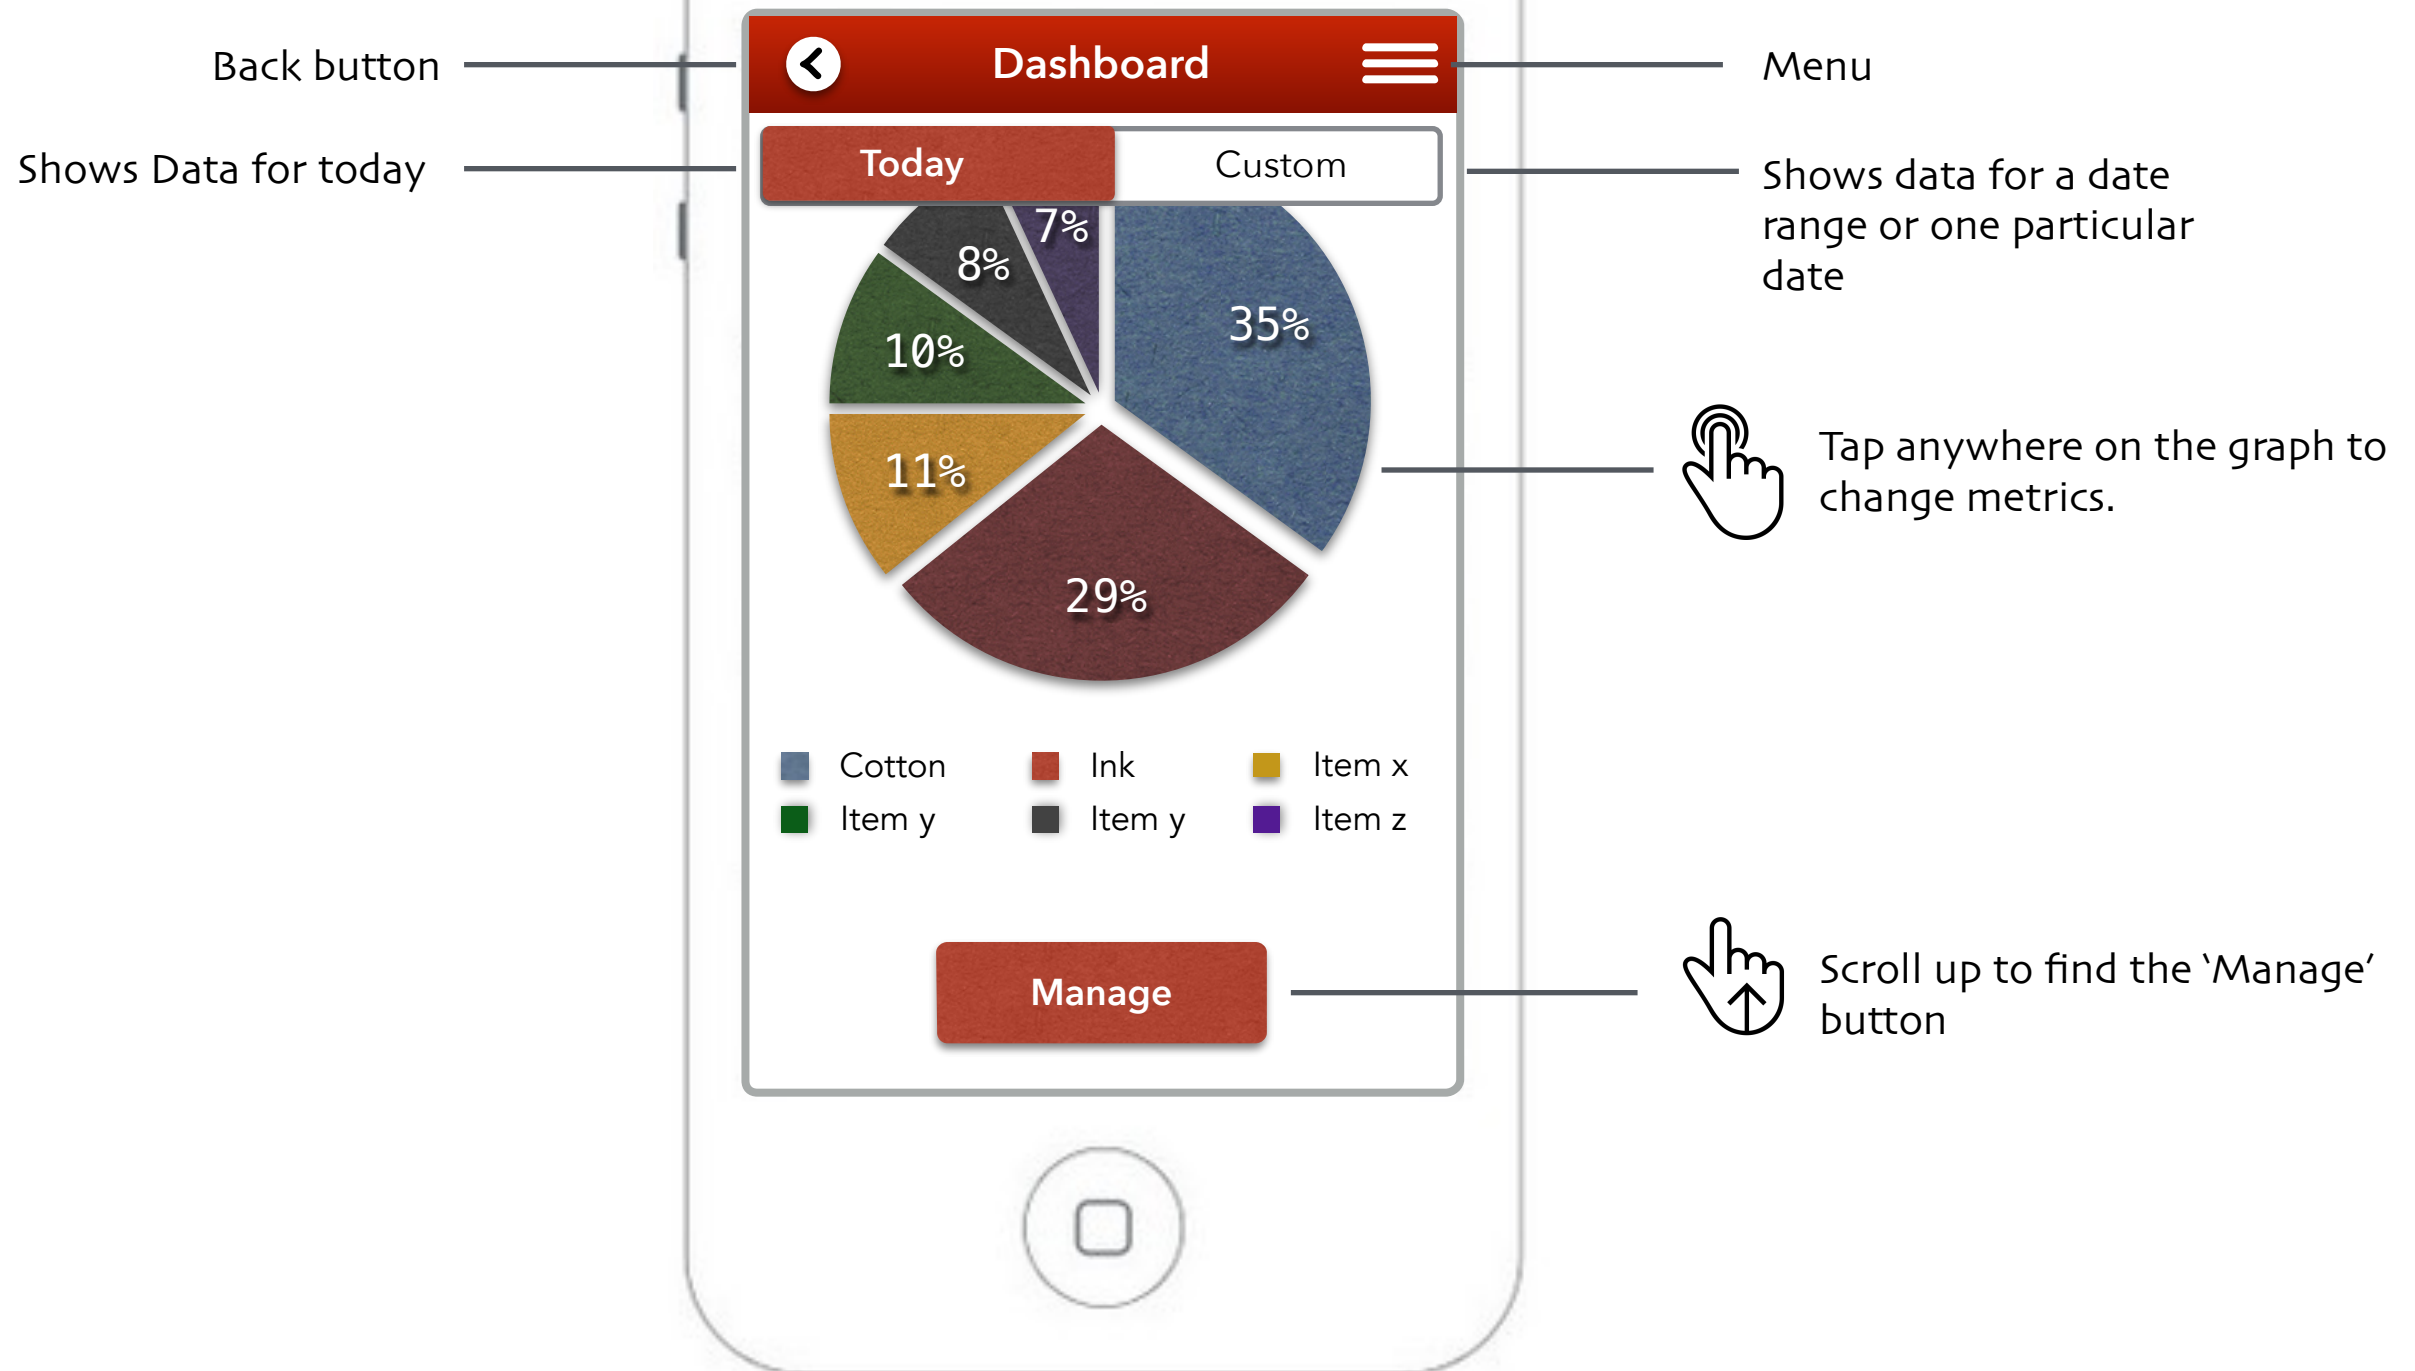 Back button
Dashboard
Menu
Shows Data for today
Today
Custom
Shows data for a date
range or one particular
date
7%
8%
35%
10%
11%
29%
Tap anywhere on the graph to
change metrics.
Cotton
Ink
Item x
Item y
Item y
Item z
Manage
Scroll up to find the ‘Manage’
button